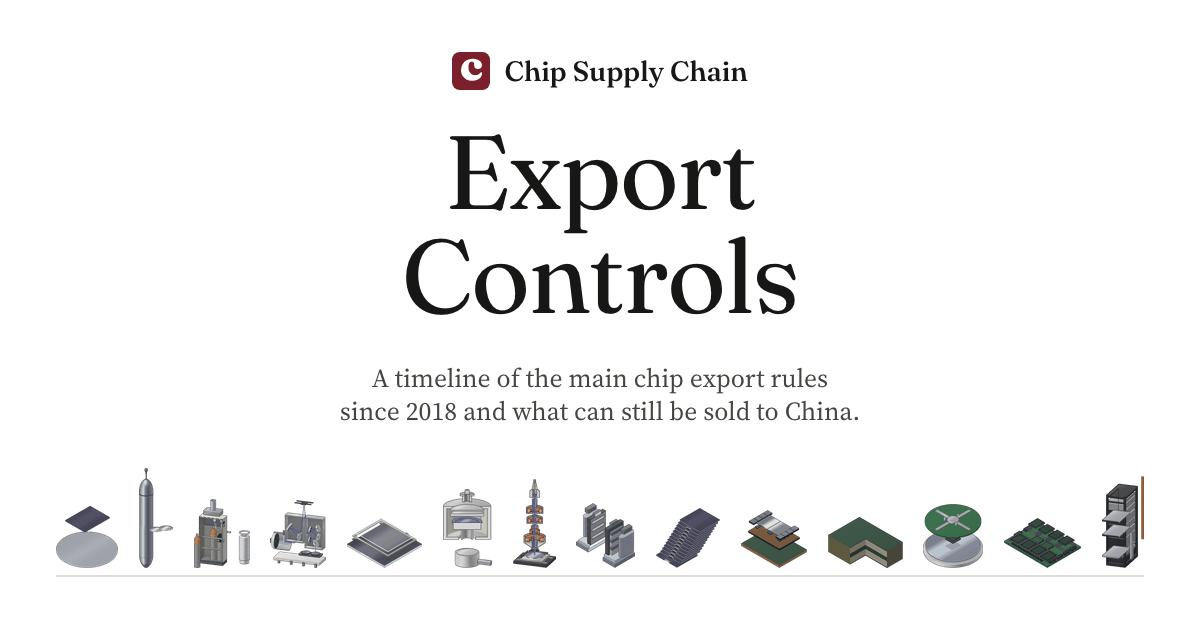 C Chip Supply Chain
Export
Controls
A timeline of the main chip export rules
since 2018 and what can still be sold to China.